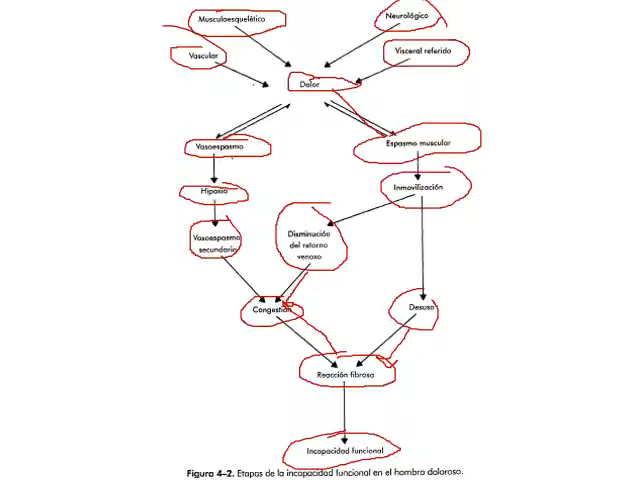 Musculoesquelético
Neurológico
Vascular
Visceral referido
Dolor
Vasoespasmo
Espasmo muscular
Hipoxia
Inmovilización
Vasoespasmo
secundario
Disminución
del retorno
venoso
Congestión
Desuso
Reacción fibrosa
Incapacidad funcional
Figura 4–2. Etapas de la incapacidad funcional en el hombro doloroso.